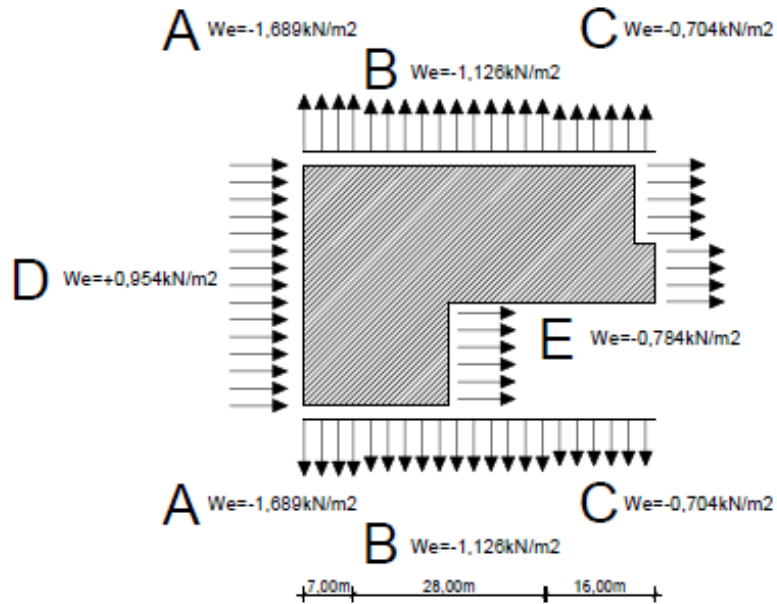 A We=-1,689kN/m2
C We=-0,704kN/m2
B We=-1,126kN/m2
D We=+0,954kN/m2
E We=-0,784kN/m2
A We=-1,689kN/m2
C We=-0,704kN/m2
B We=-1,126kN/m2
7,00m 28,00m 16,00m